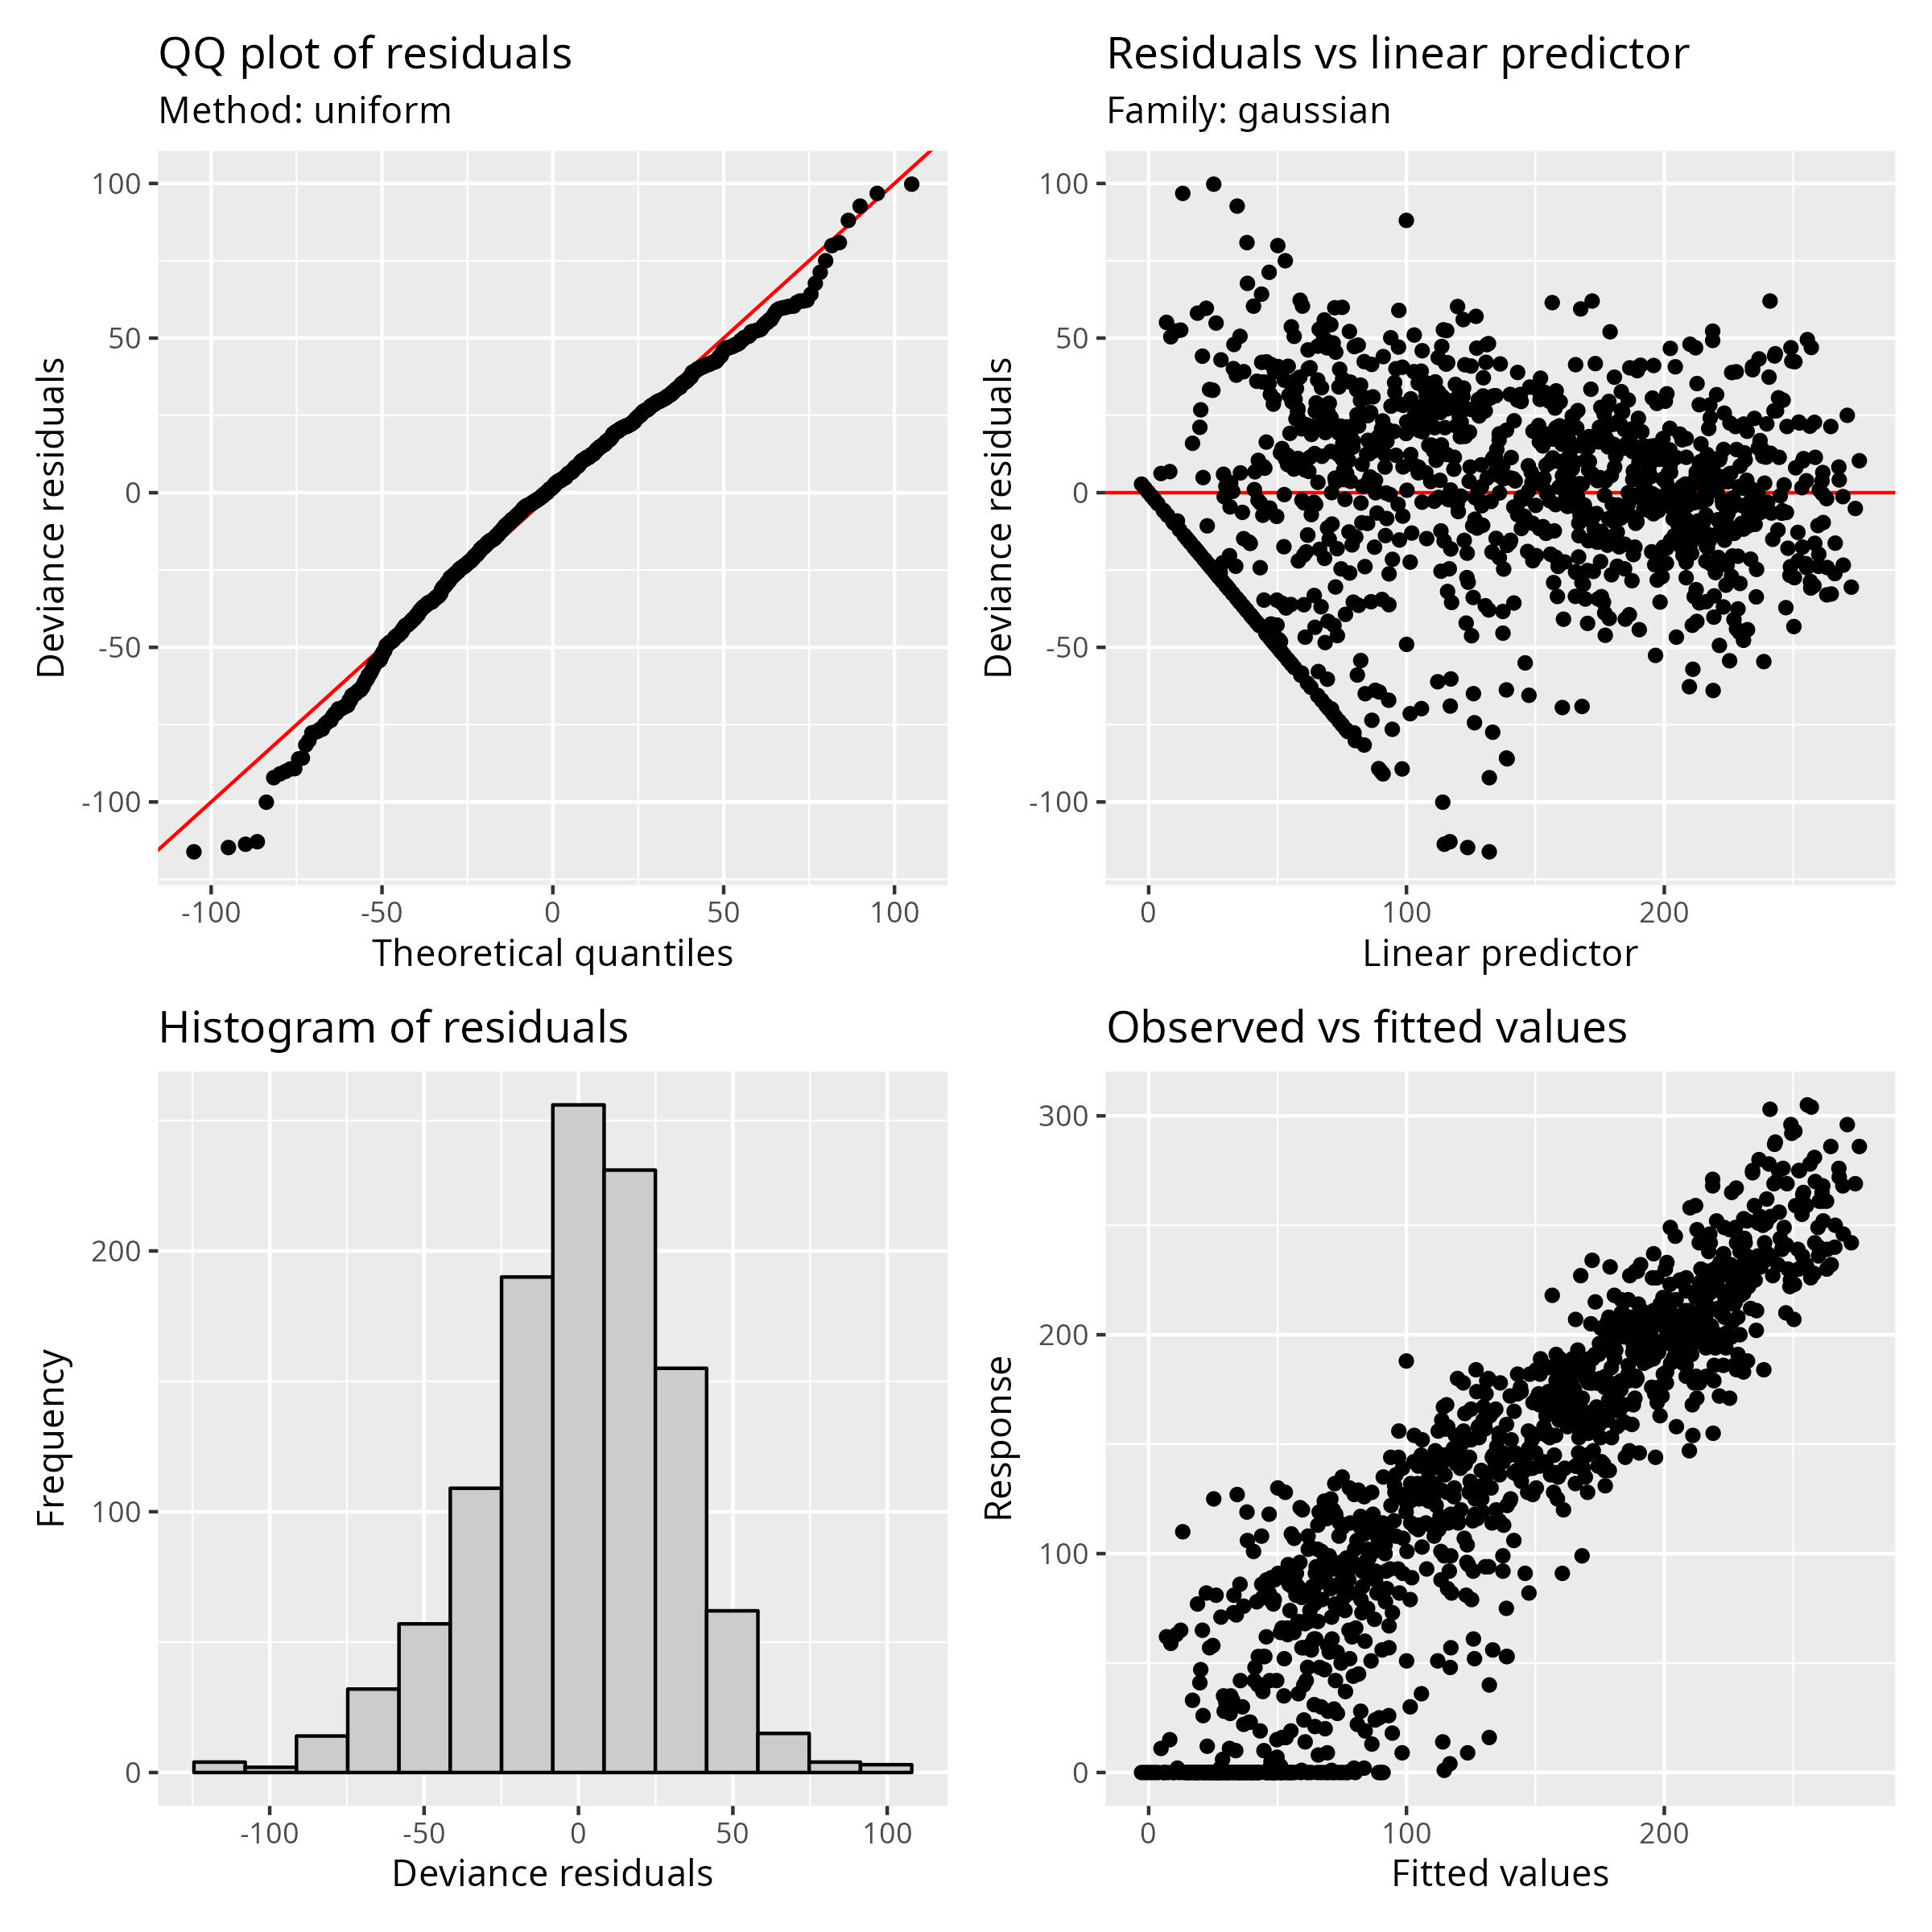 QQ plot of residuals
Method: uniform
100
50
0
-50
-100
Deviance residuals
-100 -50 0 50 100
Theoretical quantiles
Residuals vs linear predictor
Family: gaussian
100
50
0
-50
-100
Deviance residuals
0 100 200
Linear predictor
Histogram of residuals
200
100
0
Frequency
-100 -50 0 50 100
Deviance residuals
Observed vs fitted values
300
200
100
0
Response
0 100 200
Fitted values